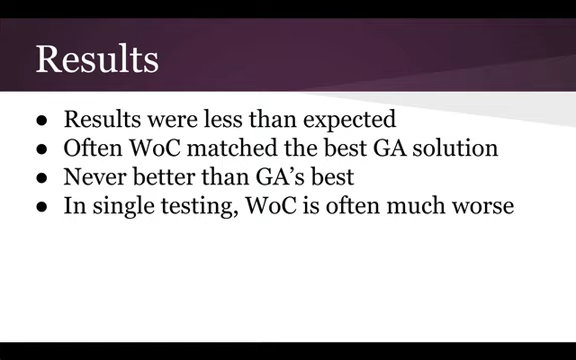 Results
● Results were less than expected
● Often WoC matched the best GA solution
● Never better than GA's best
● In single testing, WoC is often much worse